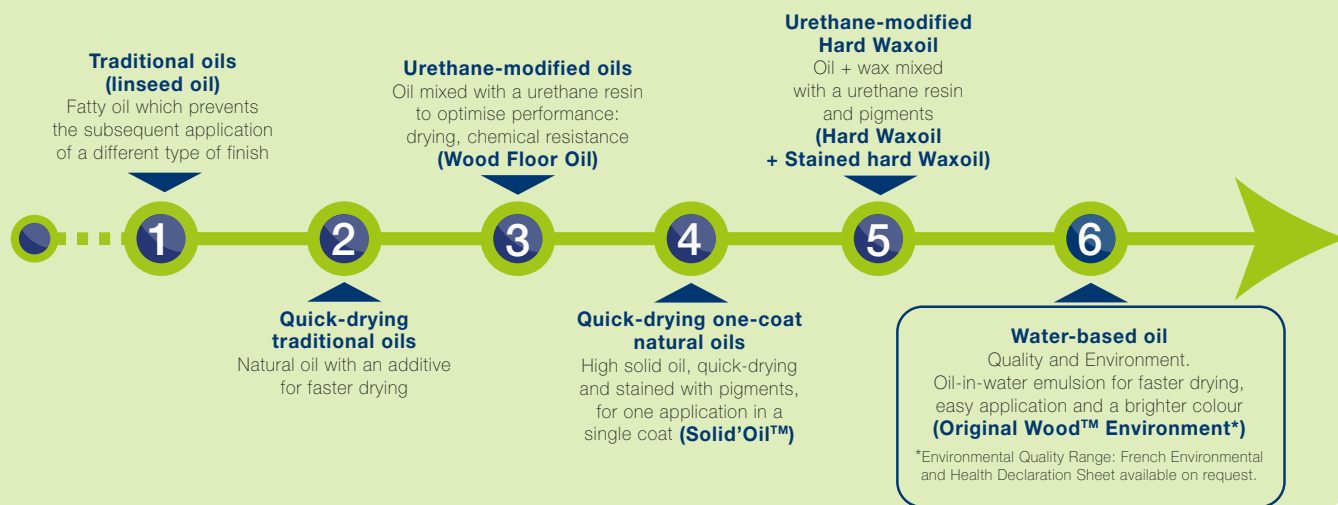 1
Traditional oils
(linseed oil)
Fatty oil which prevents
the subsequent application
of a different type of finish
2
Quick-drying
traditional oils
Natural oil with an additive
for faster drying
3
Urethane-modified oils
Oil mixed with a urethane resin
to optimise performance:
drying, chemical resistance
(Wood Floor Oil)
4
Quick-drying one-coat
natural oils
High solid oil, quick-drying
and stained with pigments,
for one application in a
single coat (Solid'Oil™)
5
Urethane-modified
Hard Waxoil
Oil + wax mixed
with a urethane resin
and pigments
(Hard Waxoil
+ Stained hard Waxoil)
6
Water-based oil
Quality and Environment.
Oil-in-water emulsion for faster drying,
easy application and a brighter colour
(Original Wood™ Environment*)
*Environmental Quality Range: French Environmental
and Health Declaration Sheet available on request.